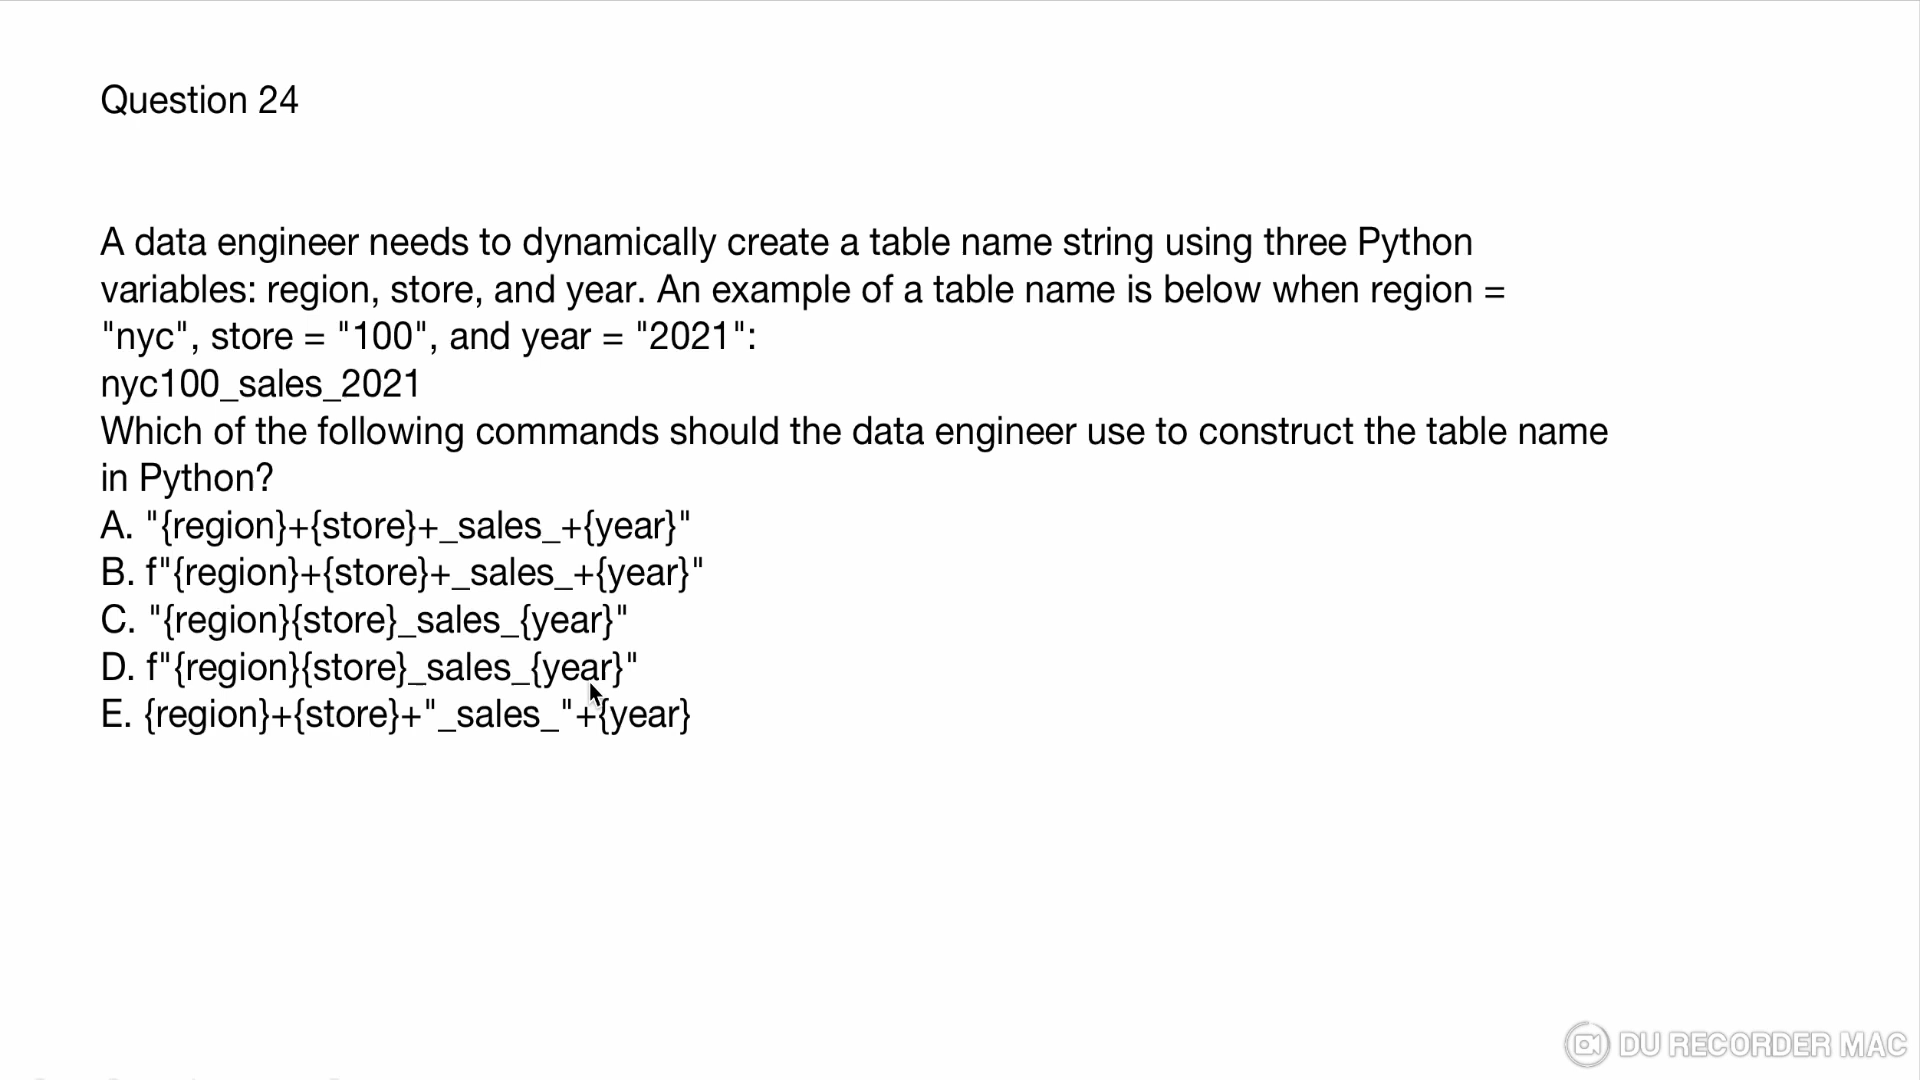 Question 24
A data engineer needs to dynamically create a table name string using three Python
variables: region, store, and year. An example of a table name is below when region =
"nyc", store = "100", and year = "2021":
nyc100_sales_2021
Which of the following commands should the data engineer use to construct the table name
in Python?
A. "{region}+{store}+_sales_+{year}"
B. f"{region}+{store}+_sales_+{year}"
C. "{region}{store}_sales_{year}"
D. f"{region}{store}_sales_{year}"
E. {region}+{store}+"_sales_"+{year}
DU RECORDER MAC